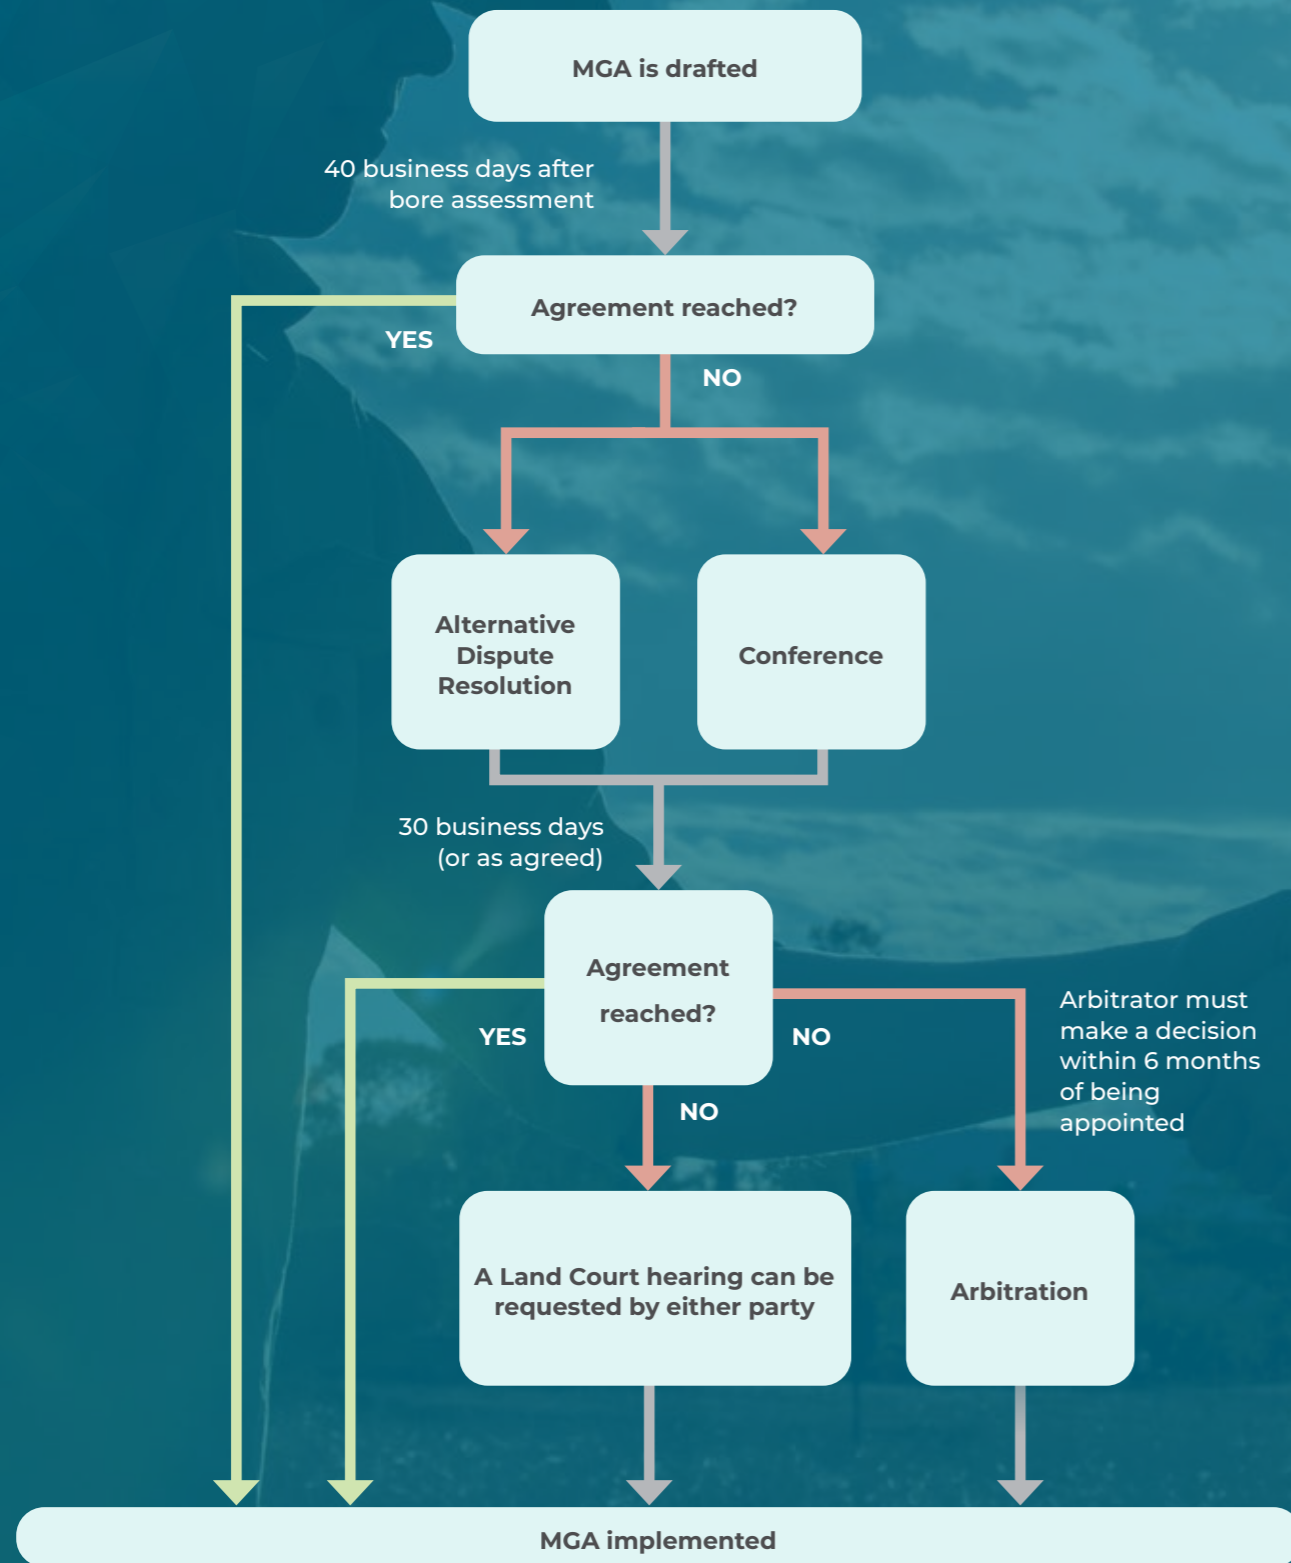 MGA is drafted
40 business days after
bore assessment
Agreement reached?
YES
NO
Alternative
Dispute
Resolution
Conference
30 business days
(or as agreed)
Agreement
reached?
YES
NO
NO
Arbitrator must
make a decision
within 6 months
of being
appointed
A Land Court hearing can be
requested by either party
Arbitration
MGA implemented